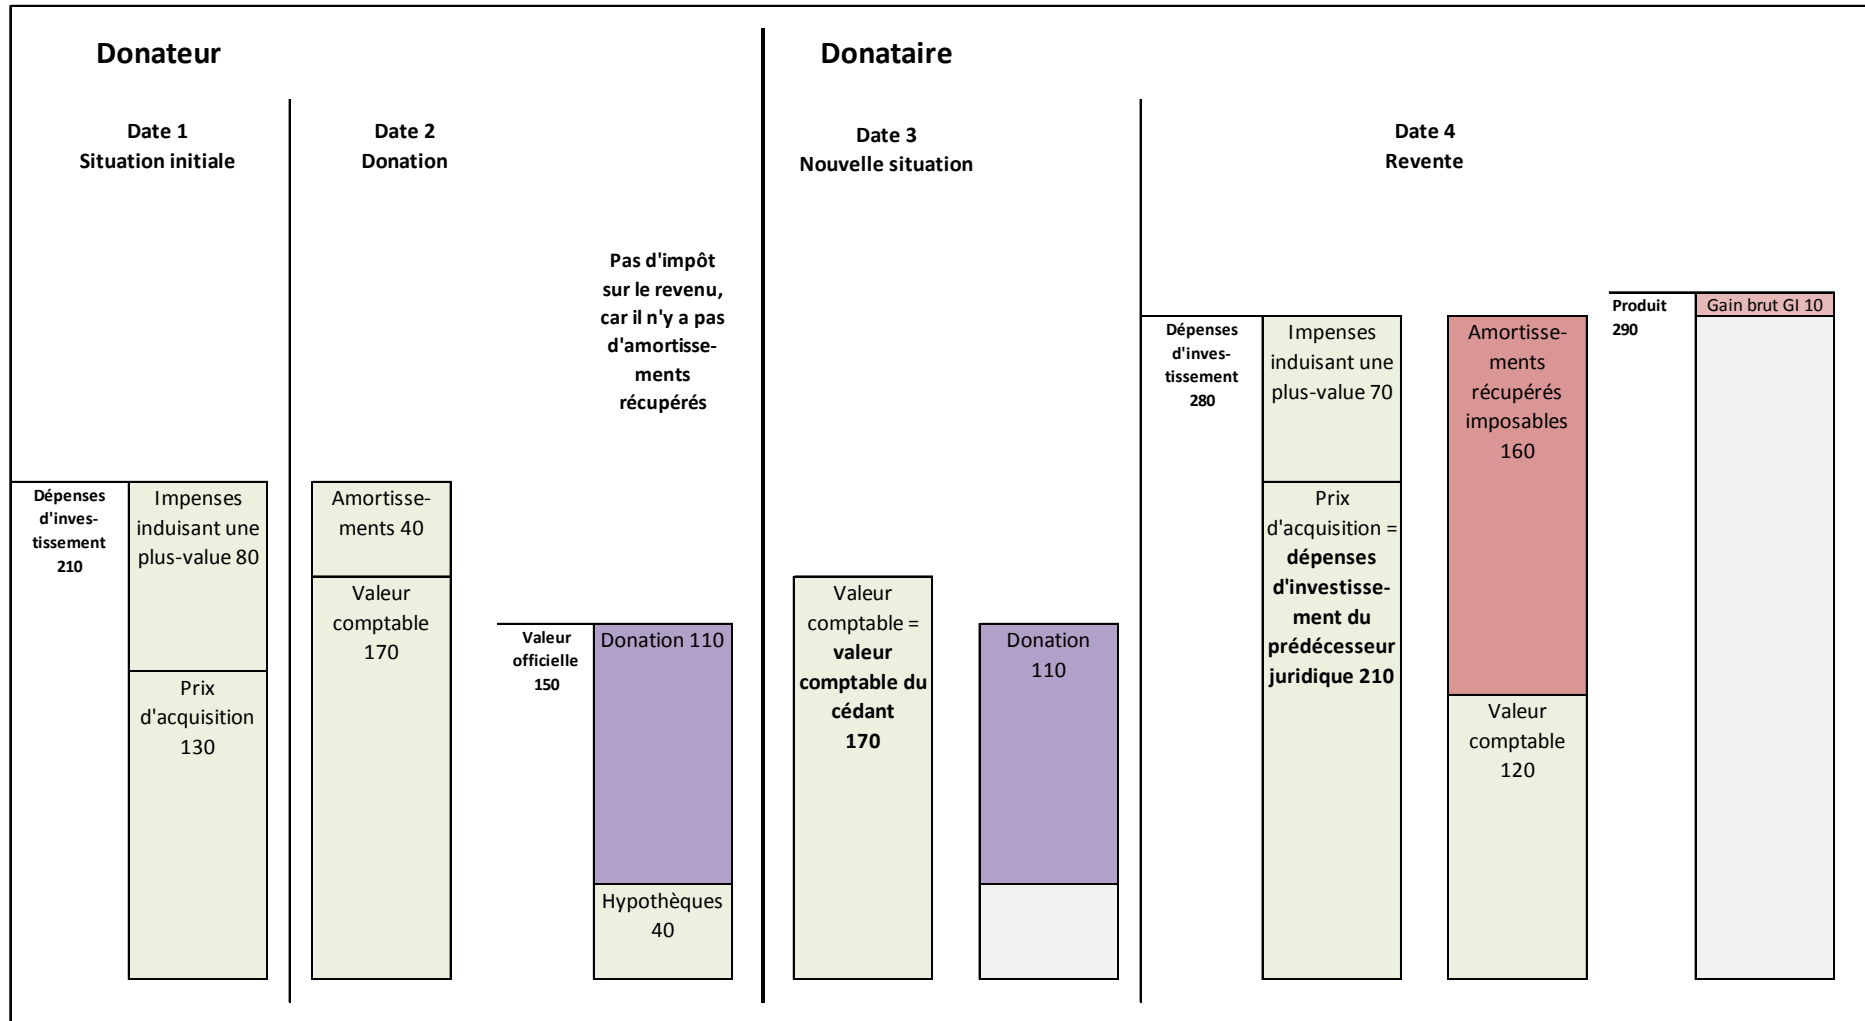 Donateur
Donataire
Date 1
Situation initiale
Date 2
Donation
Date 3
Nouvelle situation
Date 4
Revente
Pas d'impôt
sur le revenu,
car il n'y a pas
d'amortisse-
ments
récupérés
Dépenses
d'inves-
tissement
210
Impenses
induisant une
plus-value 80
Prix
d'acquisition
130
Amortisse-
ments 40
Valeur
comptable
170
Valeur
officielle
150
Donation 110
Hypothèques
40
Valeur
comptable =
valeur
comptable du
cédant
170
Donation
110
Dépenses
d'inves-
tissement
280
Impenses
induisant une
plus-value 70
Prix
d'acquisition =
dépenses
d'investisse-
ment du
prédécesseur
juridique 210
Amortisse-
ments
récupérés
imposables
160
Valeur
comptable
120
Produit
290
Gain brut GI 10